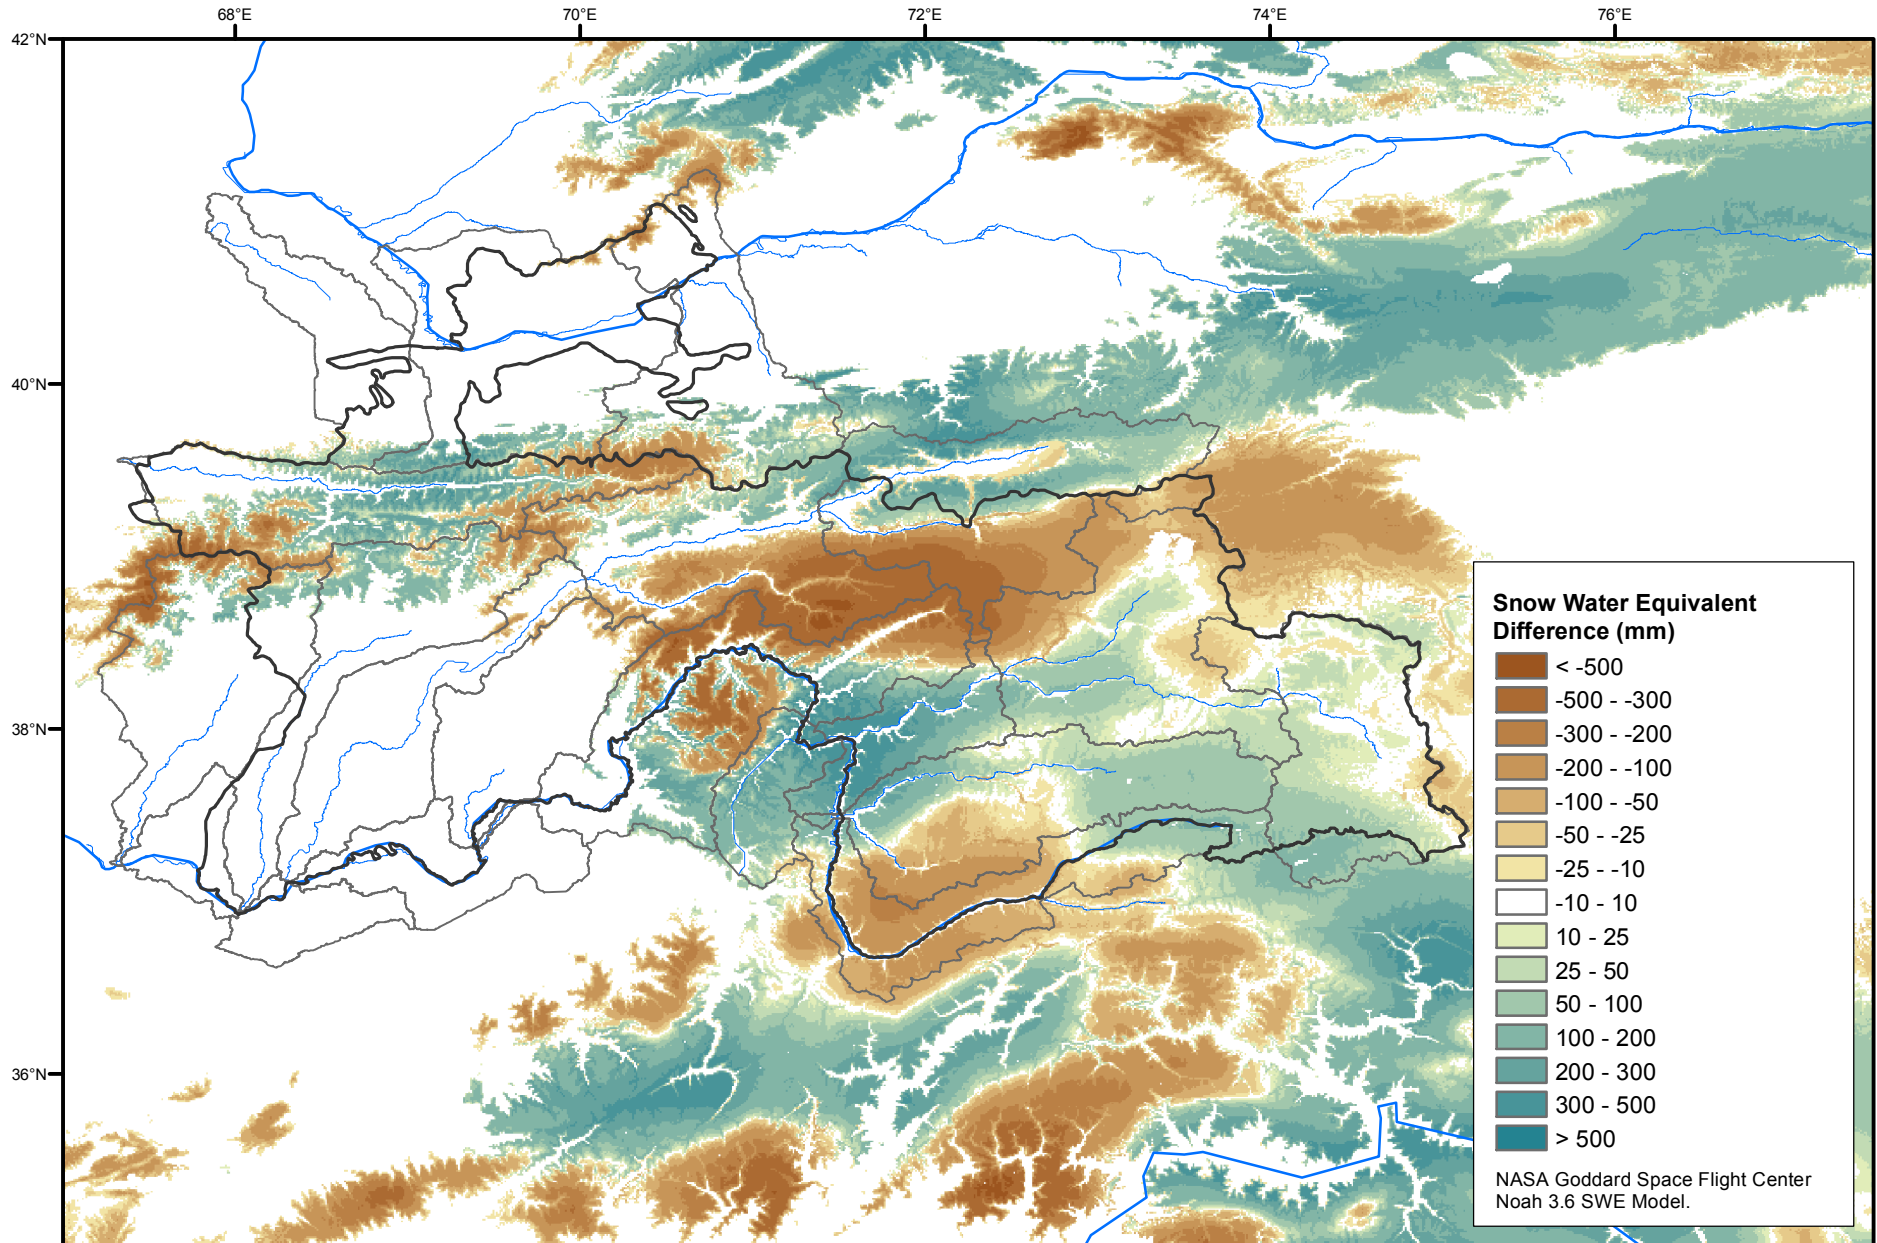 68°E 70°E 72°E 74°E 76°E
42°N
40°N
38°N
36°N
Snow Water Equivalent
Difference (mm)
< -500
-500 - -300
-300 - -200
-200 - -100
-100 - -50
-50 - -25
-25 - -10
-10 - 10
10 - 25
25 - 50
50 - 100
100 - 200
200 - 300
300 - 500
> 500
NASA Goddard Space Flight Center
Noah 3.6 SWE Model.